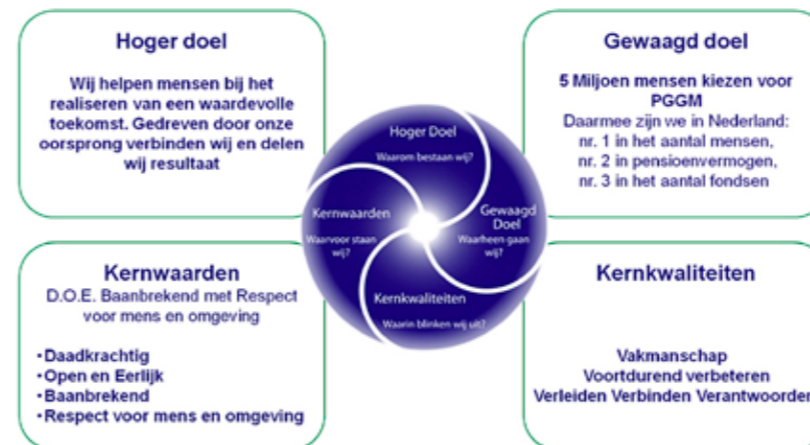 Hoger doel
Wij helpen mensen bij het
realiseren van een waardevolle
toekomst. Gedreven door onze
oorsprong verbinden wij en delen
wij resultaat
Gewaagd doel
5 Miljoen mensen kiezen voor
PGGM
Daarmee zijn we in Nederland:
nr. 1 in het aantal mensen,
nr. 2 in pensioenvermogen,
nr. 3 in het aantal fondsen
Hoger Doel
Waarom bestaan wij?
Kernwaarden
Waarvoor staan
wij?
Gewaagd
Doel
Waarheen gaan
wij?
Kernkwaliteiten
Waarin blinken wij uit?
Kernwaarden
D.O.E. Baanbrekend met Respect
voor mens en omgeving
•Daadkrachtig
•Open en Eerlijk
•Baanbrekend
•Respect voor mens en omgeving
Kernkwaliteiten
Vakmanschap
Voortdurend verbeteren
Verleiden Verbinden Verantwoorden